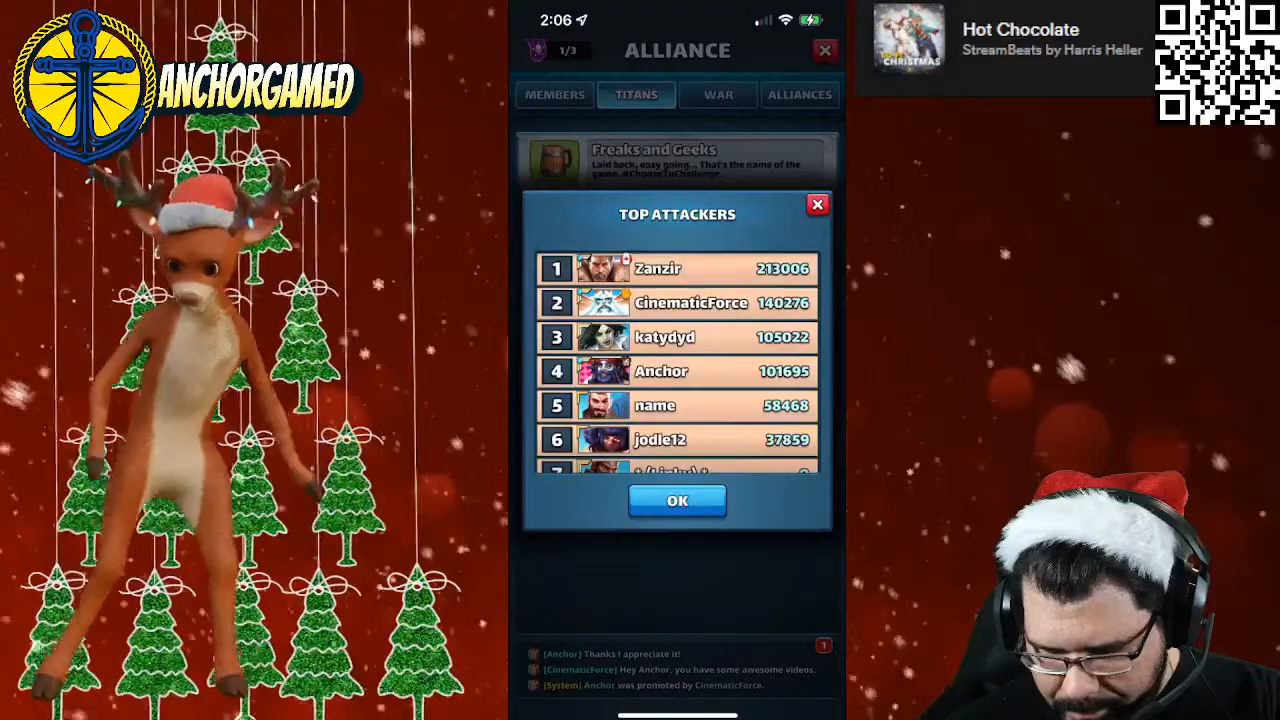 ANCHORGAMED
2:06
1/3
ALLIANCE
MEMBERS
TITANS
WAR
ALLIANCES
Freaks and Geeks
Laid back, easy going... That's the name of the
game. #ChooseToChallenge
TOP ATTACKERS
1 Zanzir 213006
2 CinematicForce 140276
3 katydyd 105022
4 Anchor 101695
5 name 58468
6 jodle12 37859
OK
1
[Anchor] Thanks I appreciate it!
[CinematicForce] Hey Anchor, you have some awesome videos.
[System] Anchor was promoted by CinematicForce.
Hot Chocolate
StreamBeats by Harris Heller
CHRISTMAS